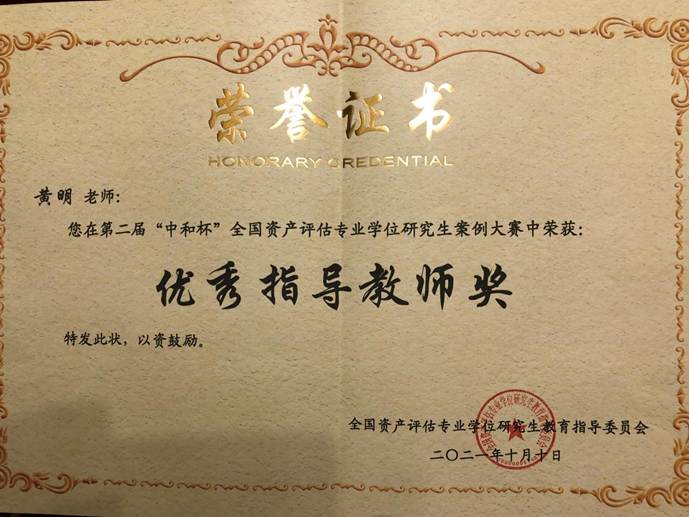 荣誉证书
HONORARY CREDENTIAL
黄明 老师：
您在第二届“中和杯”全国资产评估专业学位研究生案例大赛中荣获：
优秀指导教师奖
特发此状，以资鼓励。
全国资产评估专业学位研究生教育指导委员会
二〇二一年十月十日